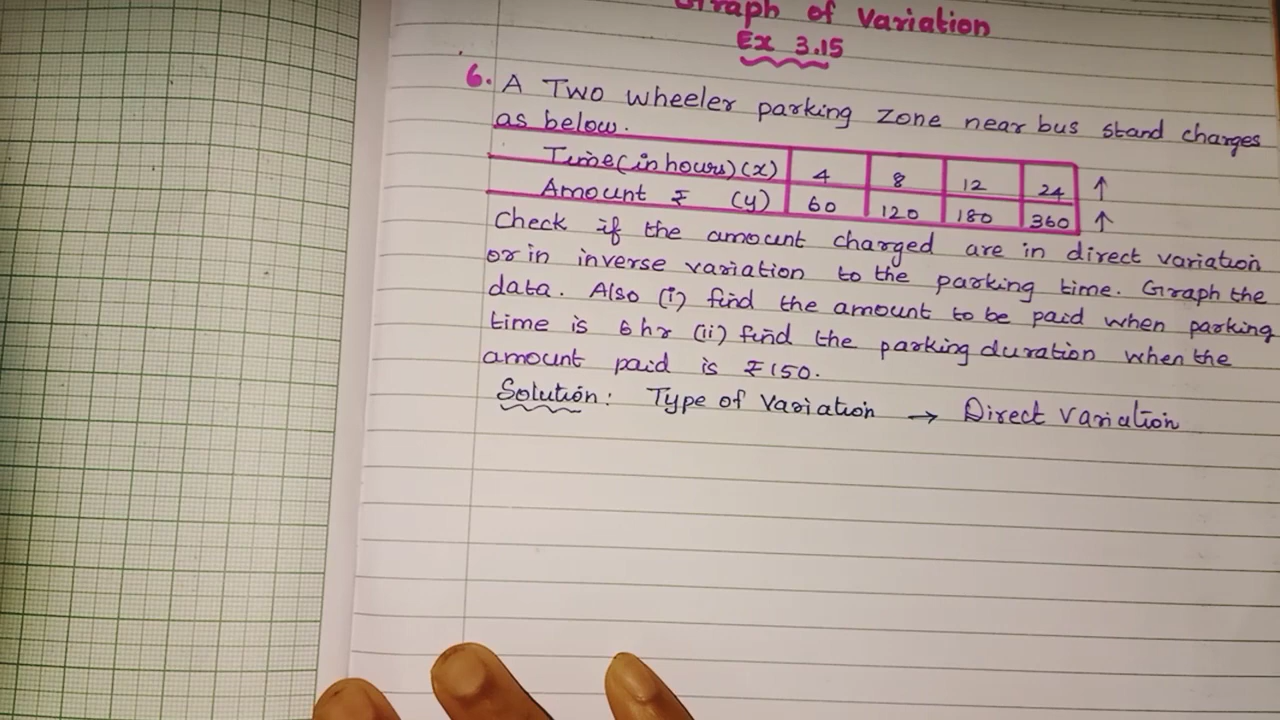 Graph of Variation
Ex 3.15
6. A Two wheeler parking zone near bus stand charges
as below.
Time (in hours) (x) 4 8 12 24 ↑
Amount ₹ (y) 60 120 180 360 ↑
Check if the amount charged are in direct variation
or in inverse variation to the parking time. Graph the
data. Also (i) find the amount to be paid when parking
time is 6 hr (ii) find the parking duration when the
amount paid is ₹150.
Solution: Type of Variation → Direct Variation